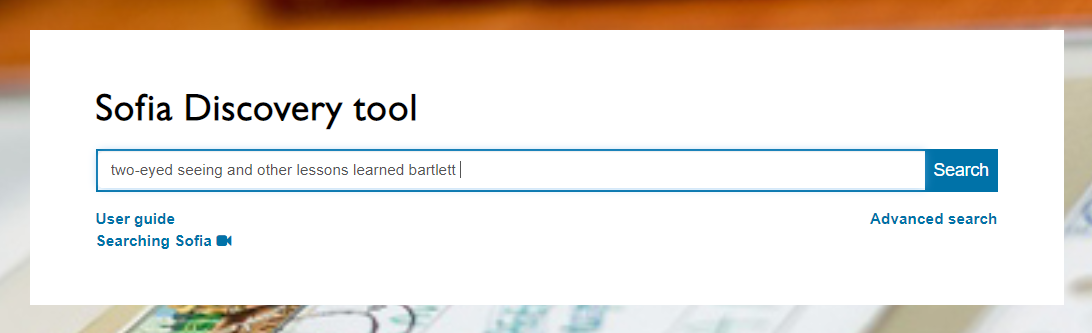 Sofia Discovery tool
two-eyed seeing and other lessons learned bartlett
Search
User guide
Advanced search
Searching Sofia